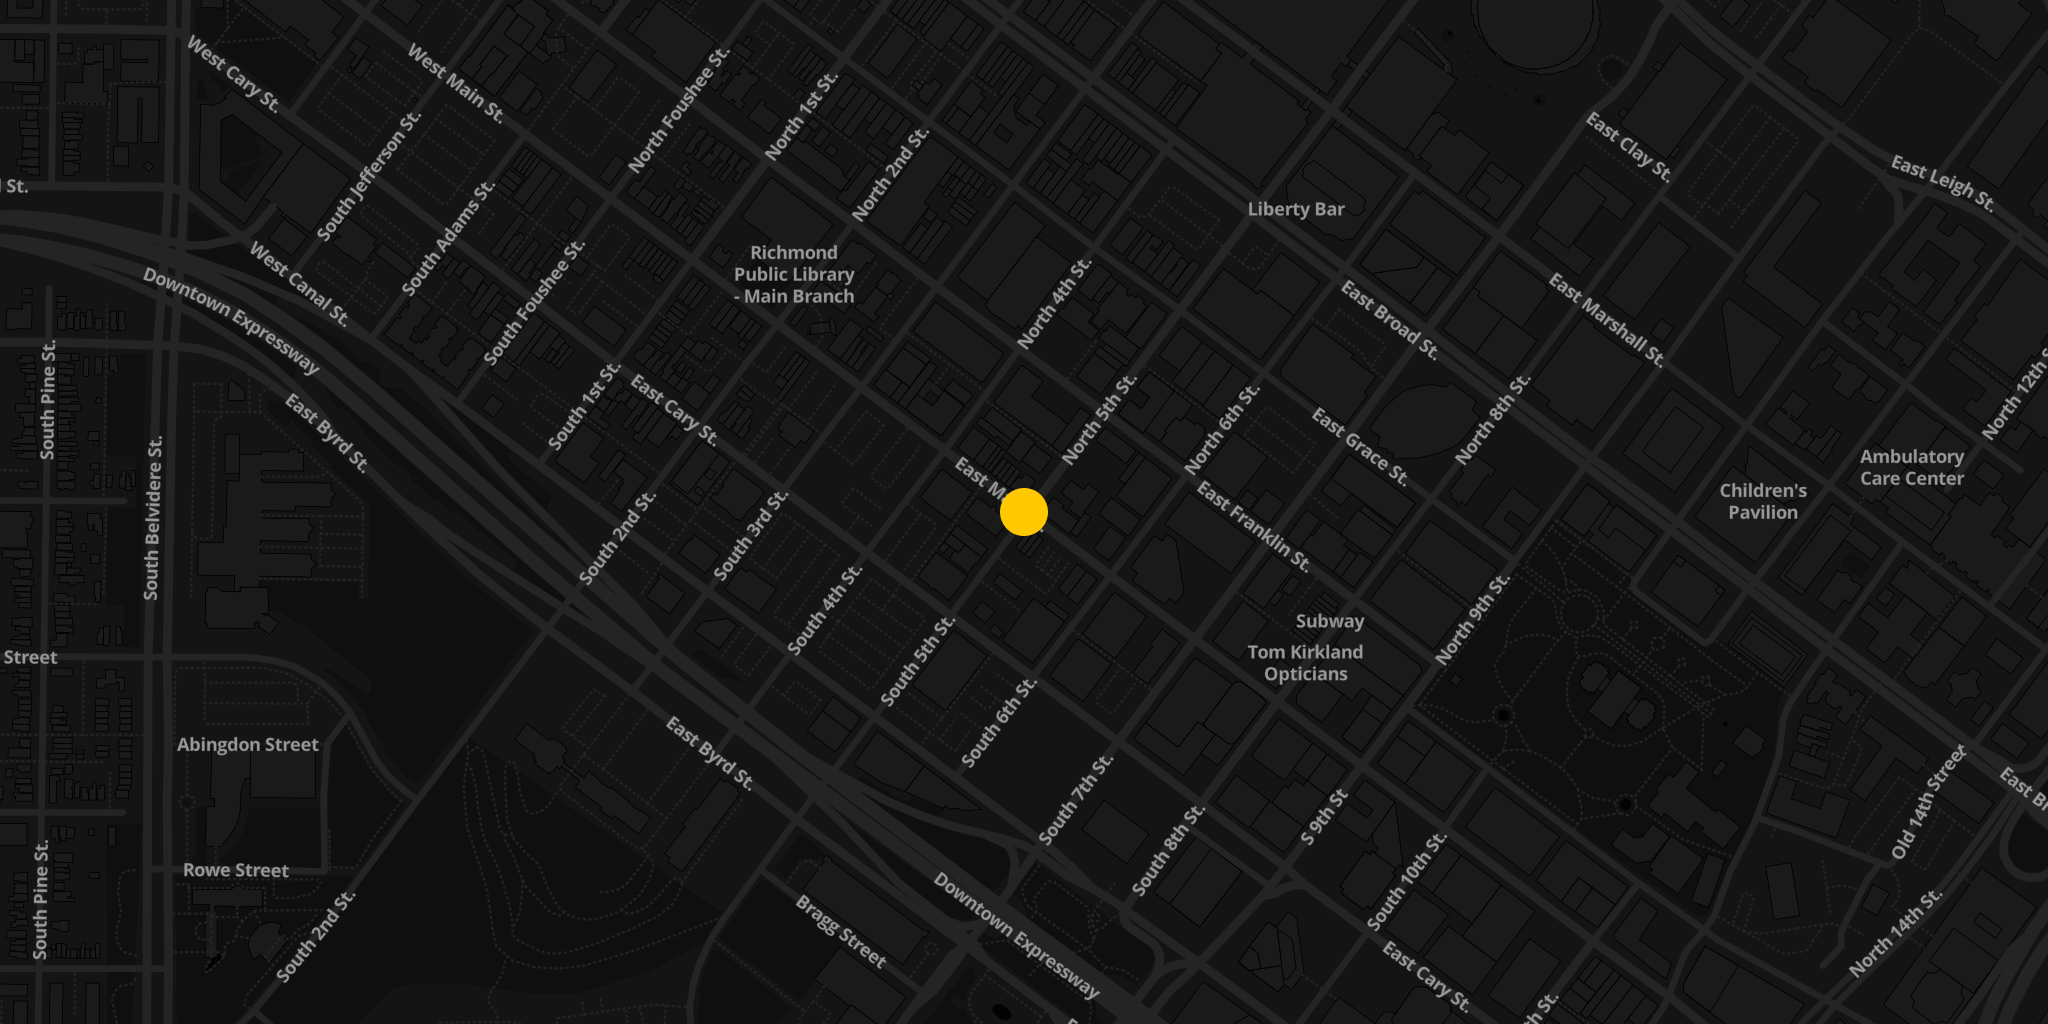 West Cary St.
West Main St.
North Foushee St.
North 1st St.
North 2nd St.
East Clay St.
East Leigh St.
South Jefferson St.
South Adams St.
St.
Liberty Bar
Richmond
Public Library
- Main Branch
West Canal St.
South Foushee St.
Downtown Expressway
North 4th St.
East Broad St.
East Marshall St.
South Pine St.
East Byrd St.
South 1st St.
East Cary St.
North 5th St.
North 6th St.
East Grace St.
North 8th St.
North 12th
Ambulatory
Care Center
Children's
Pavilion
South Belvidere St.
South 2nd St.
South 3rd St.
East
East Franklin St.
South 4th St.
South 5th St.
North 9th St.
Subway
Tom Kirkland
Opticians
Street
Abingdon Street
East Byrd St.
South 6th St.
South 7th St.
South 8th St.
S 9th St
South 10th St.
Old 14th Street
East
Rowe Street
South Pine St.
South 2nd St.
Bragg Street
Downtown Expressway
East Cary St.
North 14th St.
St.